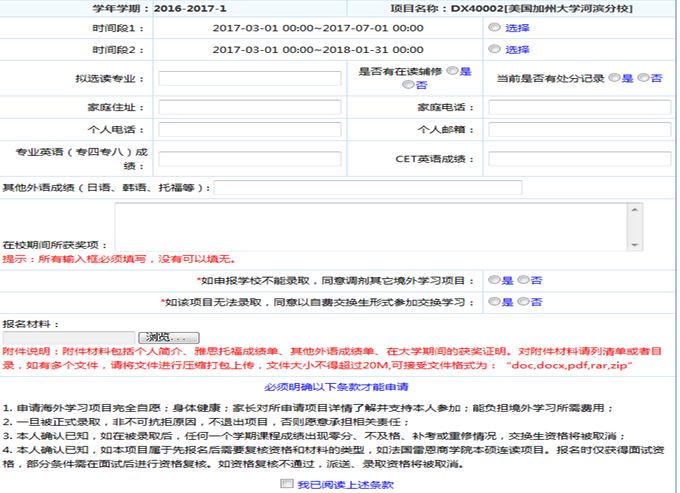 学年学期：2016-2017-1 项目名称：DX40002[美国加州大学河滨分校]
时间段1： 2017-03-01 00:00~2017-07-01 00:00 选择
时间段2： 2017-03-01 00:00~2018-01-31 00:00 选择
拟选读专业： 是否有在读辅修 是 否 当前是否有处分记录 是 否
家庭住址： 家庭电话：
个人电话： 个人邮箱：
专业英语（专四专八）成绩： CET英语成绩：
其他外语成绩（日语、韩语、托福等）：
在校期间所获奖项：
提示：所有输入框必须填写，没有可以填无。
*如申报学校不能录取，同意调剂其它境外学习项目： 是 否
*如该项目无法录取，同意以自费交换生形式参加交换学习： 是 否
报名材料：
浏览...
附件说明：附件材料包括个人简介、雅思托福成绩单、其他外语成绩单、在大学期间的获奖证明。对附件材料请列清单或者目
录，如有多个文件，请将文件进行压缩打包上传，文件大小不得超过20M,可接受文件格式为：“doc,docx,pdf,rar,zip”
必须明确以下条款才能申请
1. 申请海外学习项目完全自愿；身体健康；家长对所申请项目详情了解并支持本人参加；能负担境外学习所需费用；
2. 一旦被正式录取，非不可抗拒原因，不退出项目，否则愿意承担相关责任；
3. 本人确认已知，如在被录取后，任何一个学期课程成绩出现零分、不及格、补考或重修情况，交换生资格将被取消；
4. 本人确认已知，如本项目属于先报名后需要复核资格和材料的类型，如法国雷恩商学院本硕连读项目。报名时仅获得面试资
格，部分条件需在面试后进行资格复核。如资格复核不通过，派送、录取资格将被取消。
我已阅读上述条款